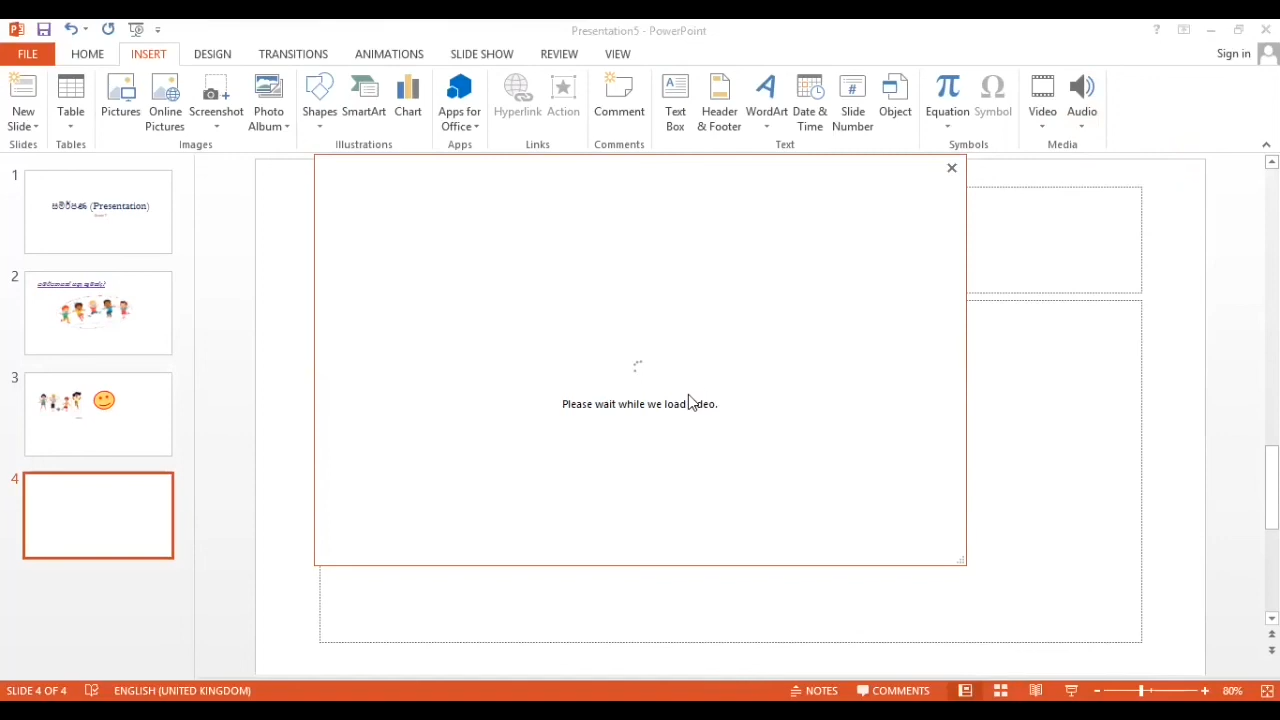 Presentation5 - PowerPoint
FILE HOME INSERT DESIGN TRANSITIONS ANIMATIONS SLIDE SHOW REVIEW VIEW Sign in
New Slide
Table
Pictures
Online Pictures
Screenshot
Photo Album
Shapes
SmartArt
Chart
Apps for Office
Hyperlink
Action
Comment
Text Box
Header & Footer
WordArt
Date & Time
Slide Number
Object
Equation
Symbol
Video
Audio
Slides Tables Images Illustrations Apps Links Comments Text Symbols Media
1
(Presentation)
2
3
4
Please wait while we load
SLIDE 4 OF 4 ENGLISH (UNITED KINGDOM) NOTES COMMENTS 80%